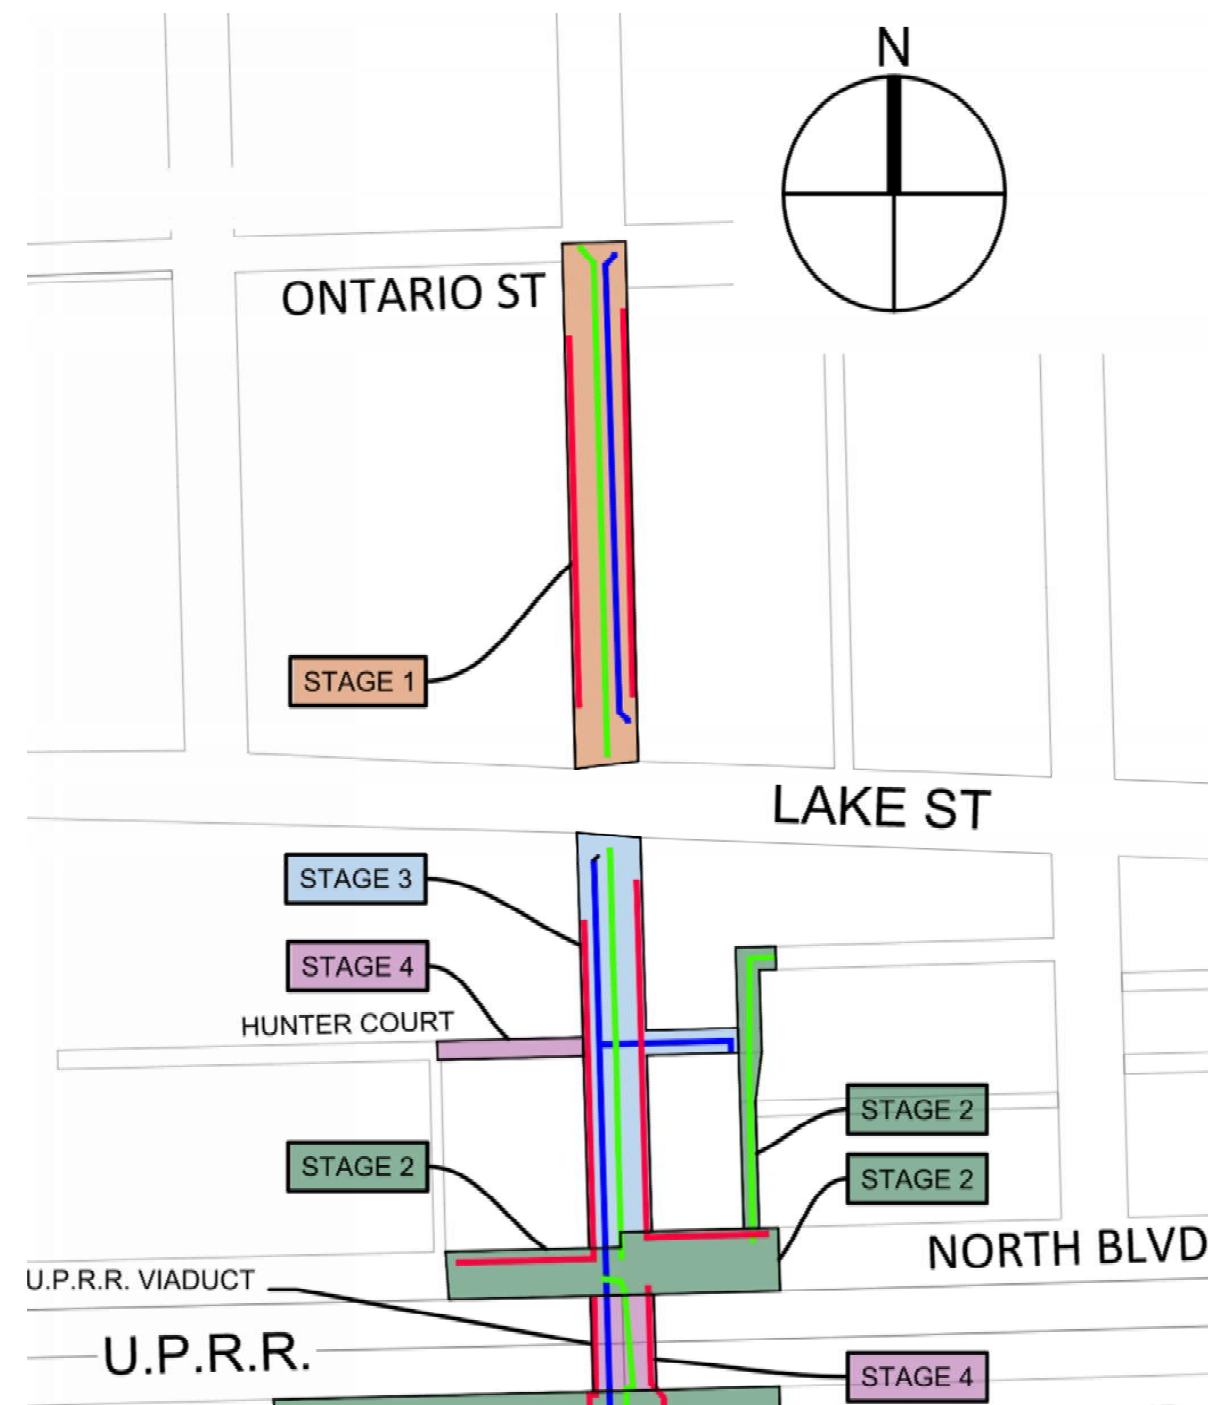 N
ONTARIO ST
STAGE 1
LAKE ST
STAGE 3
STAGE 4
HUNTER COURT
STAGE 2
STAGE 2
STAGE 2
NORTH BLVD
U.P.R.R. VIADUCT
U.P.R.R.
STAGE 4